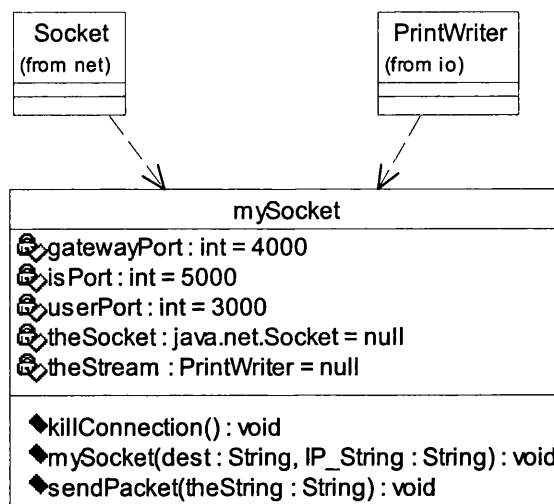 Socket
(from net)
PrintWriter
(from io)
mySocket
gatewayPort : int = 4000
isPort : int = 5000
userPort : int = 3000
theSocket : java.net.Socket = null
theStream : PrintWriter = null
killConnection() : void
mySocket(dest : String, IP_String : String) : void
sendPacket(theString : String) : void